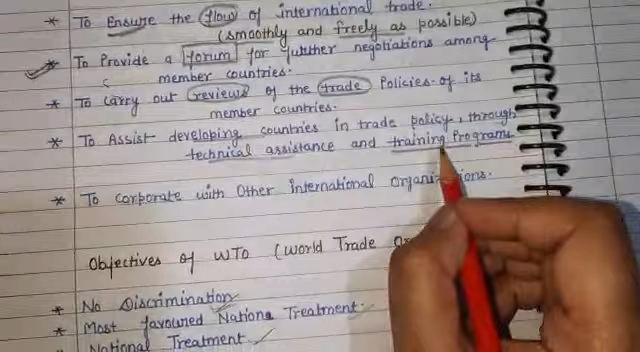 * To Ensure the flow of international trade.
(smoothly and freely as possible)
* To Provide a forum for further negotiations among
member countries.
* To carry out reviews of the trade Policies of its
member countries.
* To Assist developing countries in trade policy, through
technical assistance and training Programs
* To Corporate with Other International
Objectives of WTO (World Trade
* No Discrimination
* Most favoured Nations Treatment.
* National Treatment